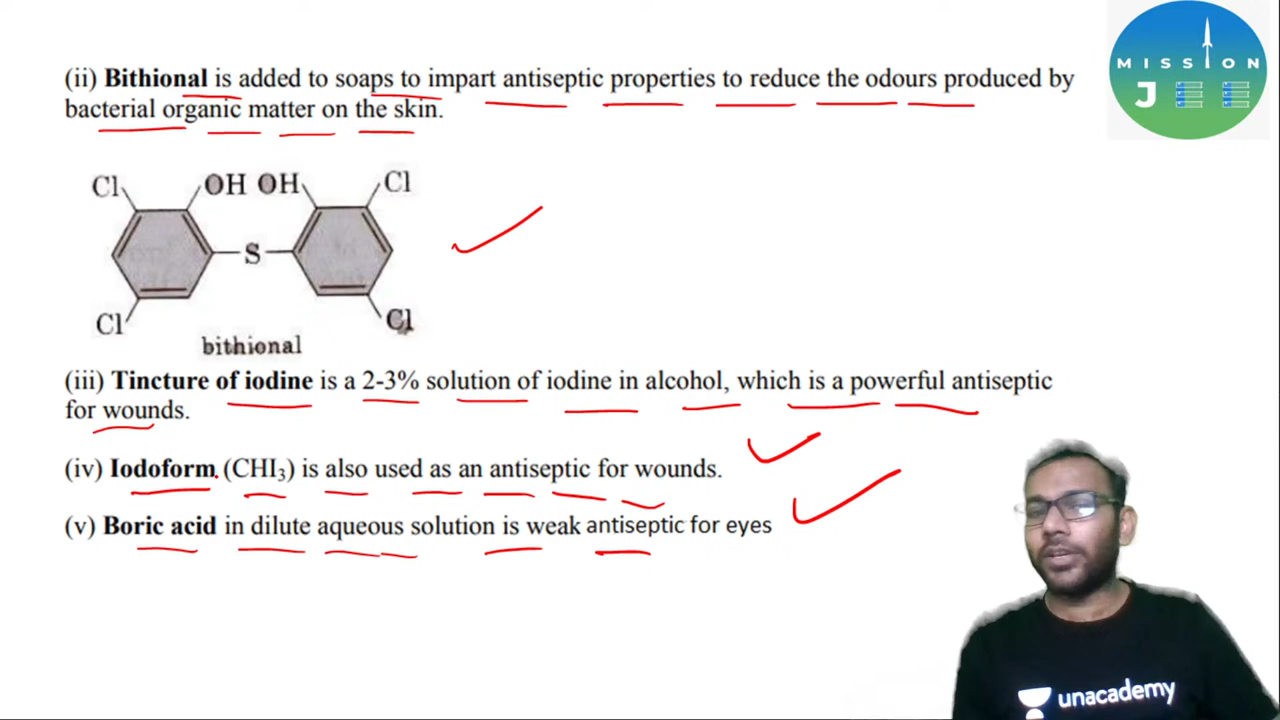 (ii) Bithional is added to soaps to impart antiseptic properties to reduce the odours produced by
bacterial organic matter on the skin.
MISSION
JEE
Cl OH OH Cl
S
Cl Cl
bithional
(iii) Tincture of iodine is a 2-3% solution of iodine in alcohol, which is a powerful antiseptic
for wounds.
(iv) Iodoform (CHI₃) is also used as an antiseptic for wounds.
(v) Boric acid in dilute aqueous solution is weak antiseptic for eyes
unacademy